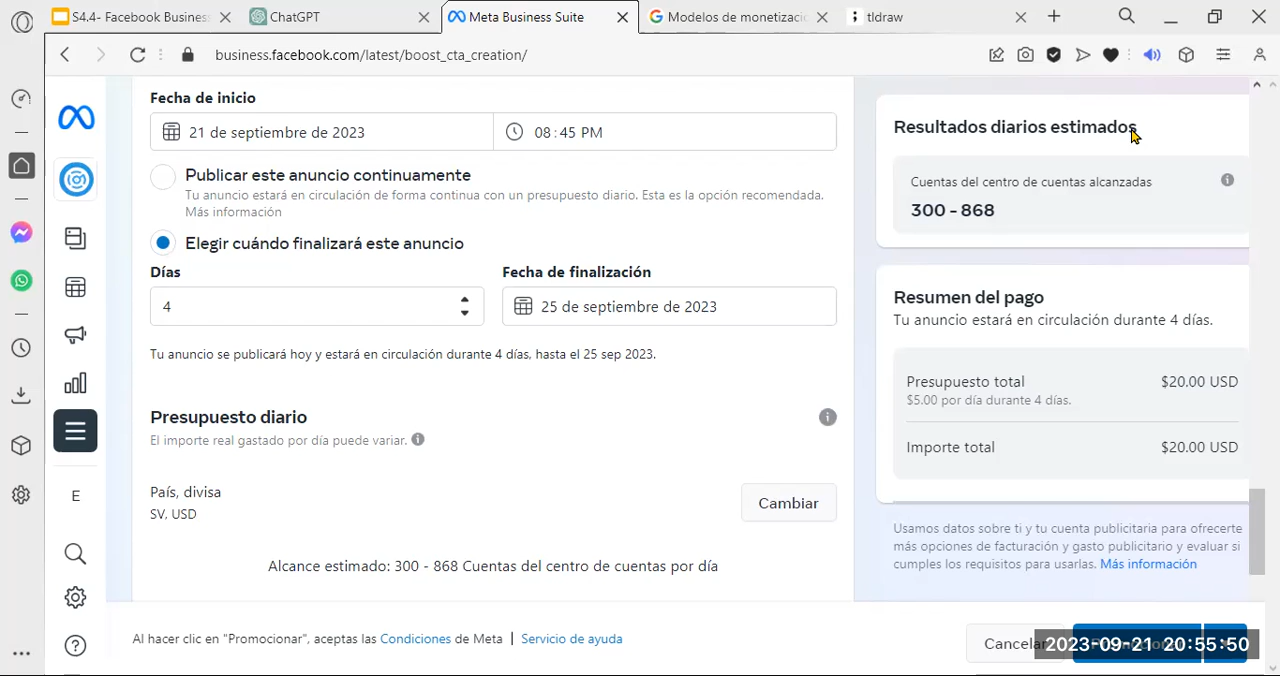 S4.4- Facebook Business
ChatGPT
Meta Business Suite
Modelos de monetizació
tldraw
business.facebook.com/latest/boost_cta_creation/
Fecha de inicio
21 de septiembre de 2023
08:45 PM
Publicar este anuncio continuamente
Tu anuncio estará en circulación de forma continua con un presupuesto diario. Esta es la opción recomendada.
Más información
Elegir cuándo finalizará este anuncio
Días
Fecha de finalización
4
25 de septiembre de 2023
Tu anuncio se publicará hoy y estará en circulación durante 4 días, hasta el 25 sep 2023.
Presupuesto diario
El importe real gastado por día puede variar.
País, divisa
SV, USD
Cambiar
Alcance estimado: 300 - 868 Cuentas del centro de cuentas por día
E
Resultados diarios estimados
Cuentas del centro de cuentas alcanzadas
300 - 868
Resumen del pago
Tu anuncio estará en circulación durante 4 días.
Presupuesto total
$20.00 USD
$5.00 por día durante 4 días.
Importe total
$20.00 USD
Usamos datos sobre ti y tu cuenta publicitaria para ofrecerte
más opciones de facturación y gasto publicitario y evaluar si
cumples los requisitos para usarlas. Más información
Al hacer clic en "Promocionar", aceptas las Condiciones de Meta | Servicio de ayuda
Cancelar
2023-09-21 20:55:50